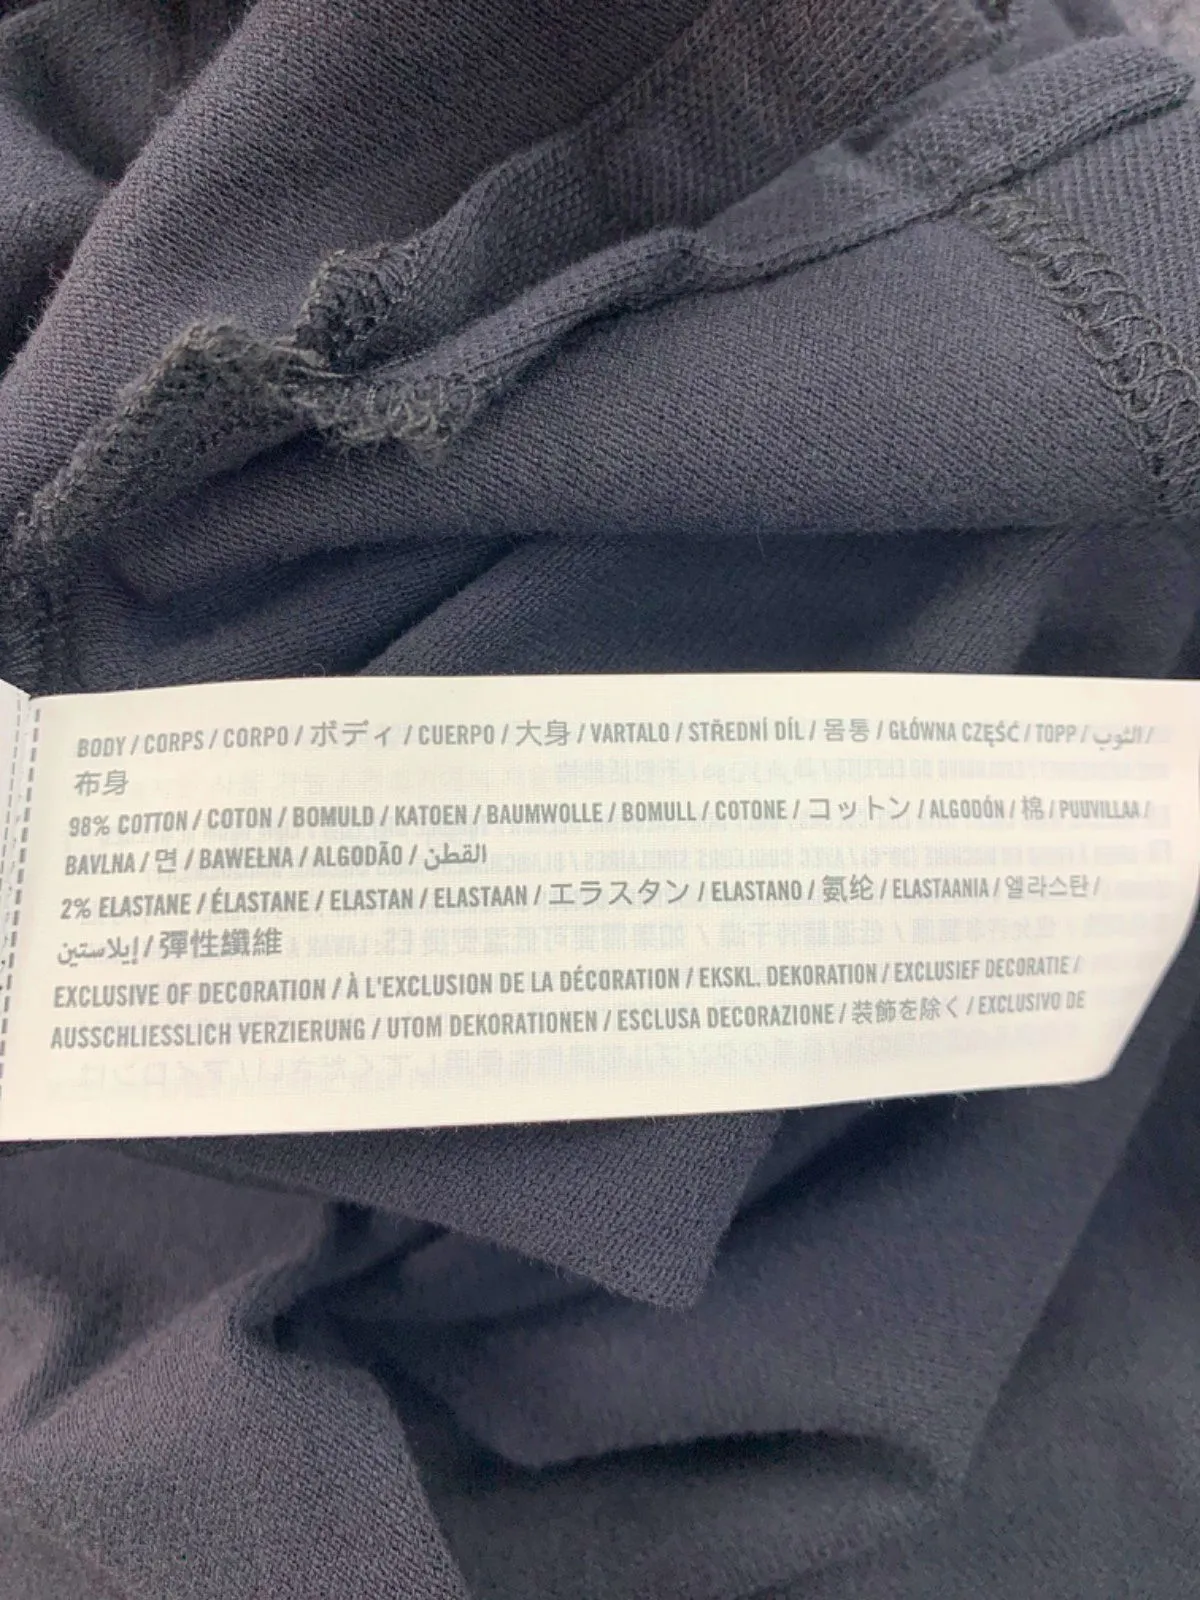 BODY / CORPS / CORPO / ボディ / CUERPO / 大身 / VARTALO / STŘEDNÍ DÍL / 몸통 / GŁÓWNA CZĘŚĆ / TOPP / الثوب /
布身
98% COTTON / COTON / BOMULD / KATOEN / BAUMWOLLE / BOMULL / COTONE / コットン / ALGODÓN / 棉 / PUUVILLAA /
BAVLNA / 면 / BAWEŁNA / ALGODÃO / القطن
2% ELASTANE / ÉLASTANE / ELASTAN / ELASTAAN / エラスタン / ELASTANO / 氨纶 / ELASTAANIA / 엘라스탄 /
إيلاستين / 彈性纖維
EXCLUSIVE OF DECORATION / À L'EXCLUSION DE LA DÉCORATION / EKSKL. DEKORATION / EXCLUSIEF DECORATIE /
AUSSCHLIESSLICH VERZIERUNG / UTOM DEKORATIONEN / ESCLUSA DECORAZIONE / 装飾を除く / EXCLUSIVO DE